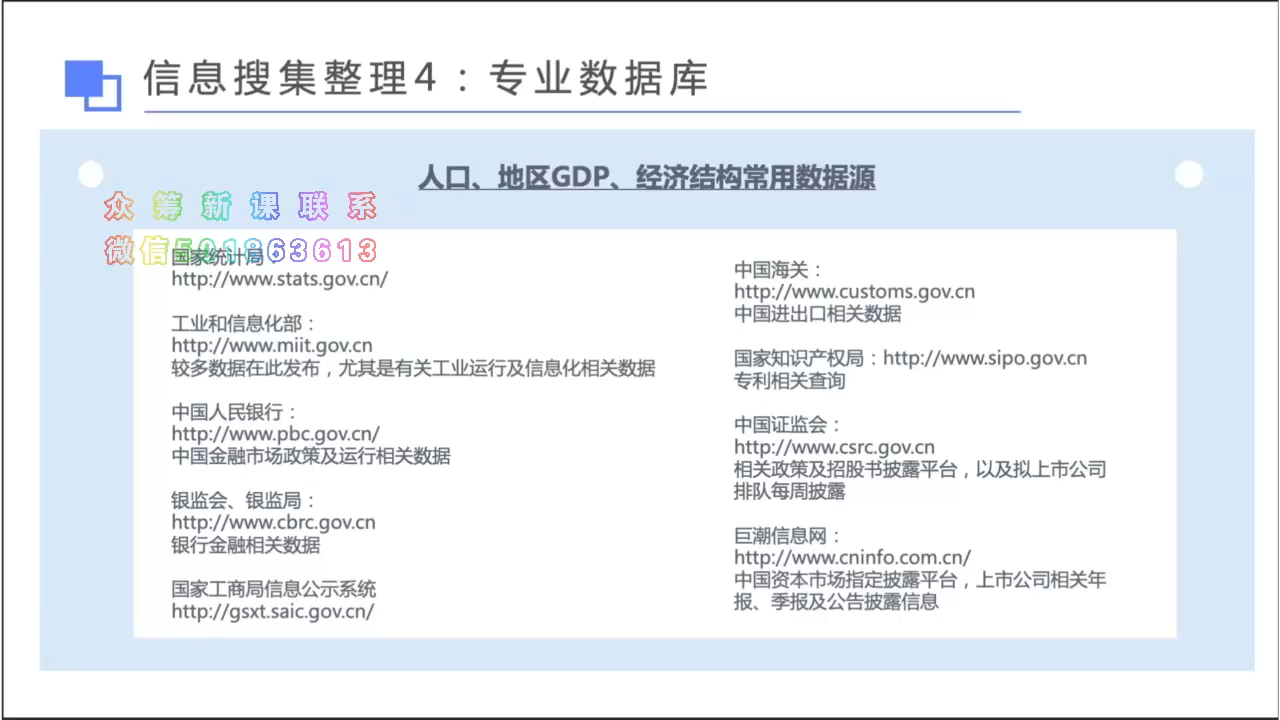 信息搜集整理4：专业数据库
人口、地区GDP、经济结构常用数据源
众筹新课联系
微信501863613
国家统计局
http://www.stats.gov.cn/
工业和信息化部：
http://www.miit.gov.cn
较多数据在此发布，尤其是有关工业运行及信息化相关数据
中国人民银行：
http://www.pbc.gov.cn/
中国金融市场政策及运行相关数据
银监会、银监局：
http://www.cbrc.gov.cn
银行金融相关数据
国家工商局信息公示系统
http://gsxt.saic.gov.cn/
中国海关：
http://www.customs.gov.cn
中国进出口相关数据
国家知识产权局：http://www.sipo.gov.cn
专利相关查询
中国证监会：
http://www.csrc.gov.cn
相关政策及招股书披露平台，以及拟上市公司
排队每周披露
巨潮信息网：
http://www.cninfo.com.cn/
中国资本市场指定披露平台，上市公司相关年
报、季报及公告披露信息